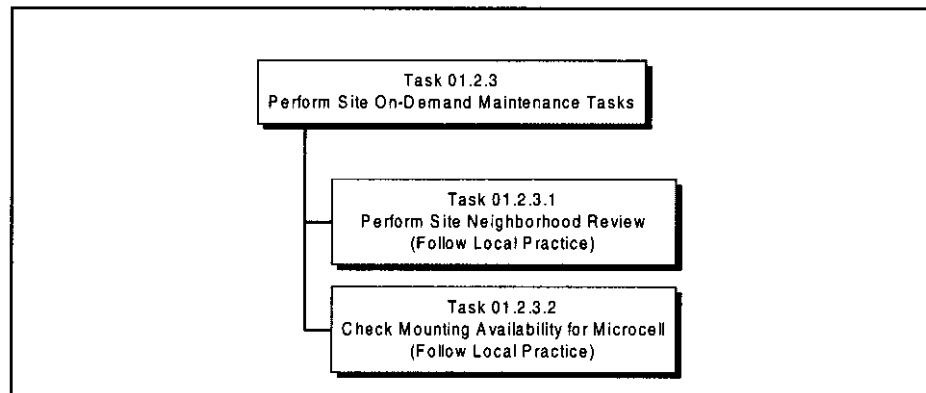 Task 01.2.3
Perform Site On-Demand Maintenance Tasks
Task 01.2.3.1
Perform Site Neighborhood Review
(Follow Local Practice)
Task 01.2.3.2
Check Mounting Availability for Microcell
(Follow Local Practice)